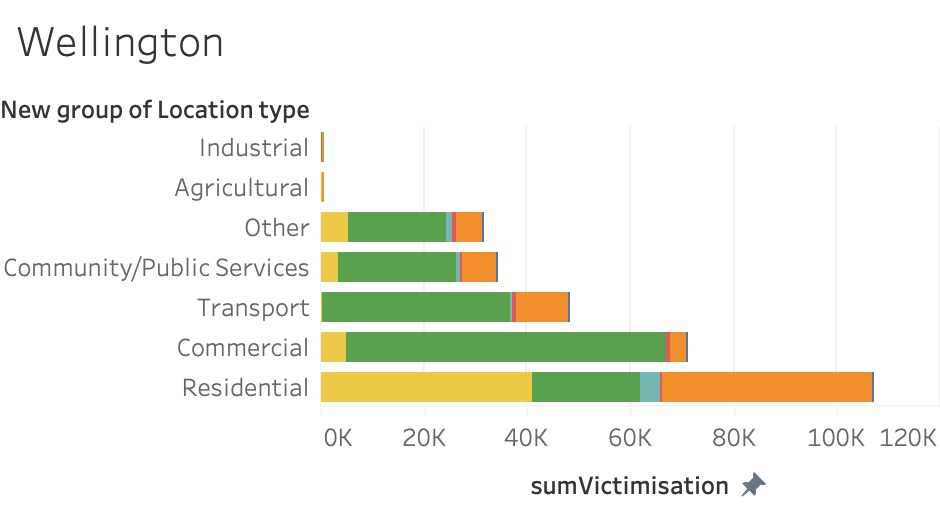 Wellington
New group of Location type
Industrial
Agricultural
Other
Community/Public Services
Transport
Commercial
Residential
0K 20K 40K 60K 80K 100K 120K
sumVictimisation